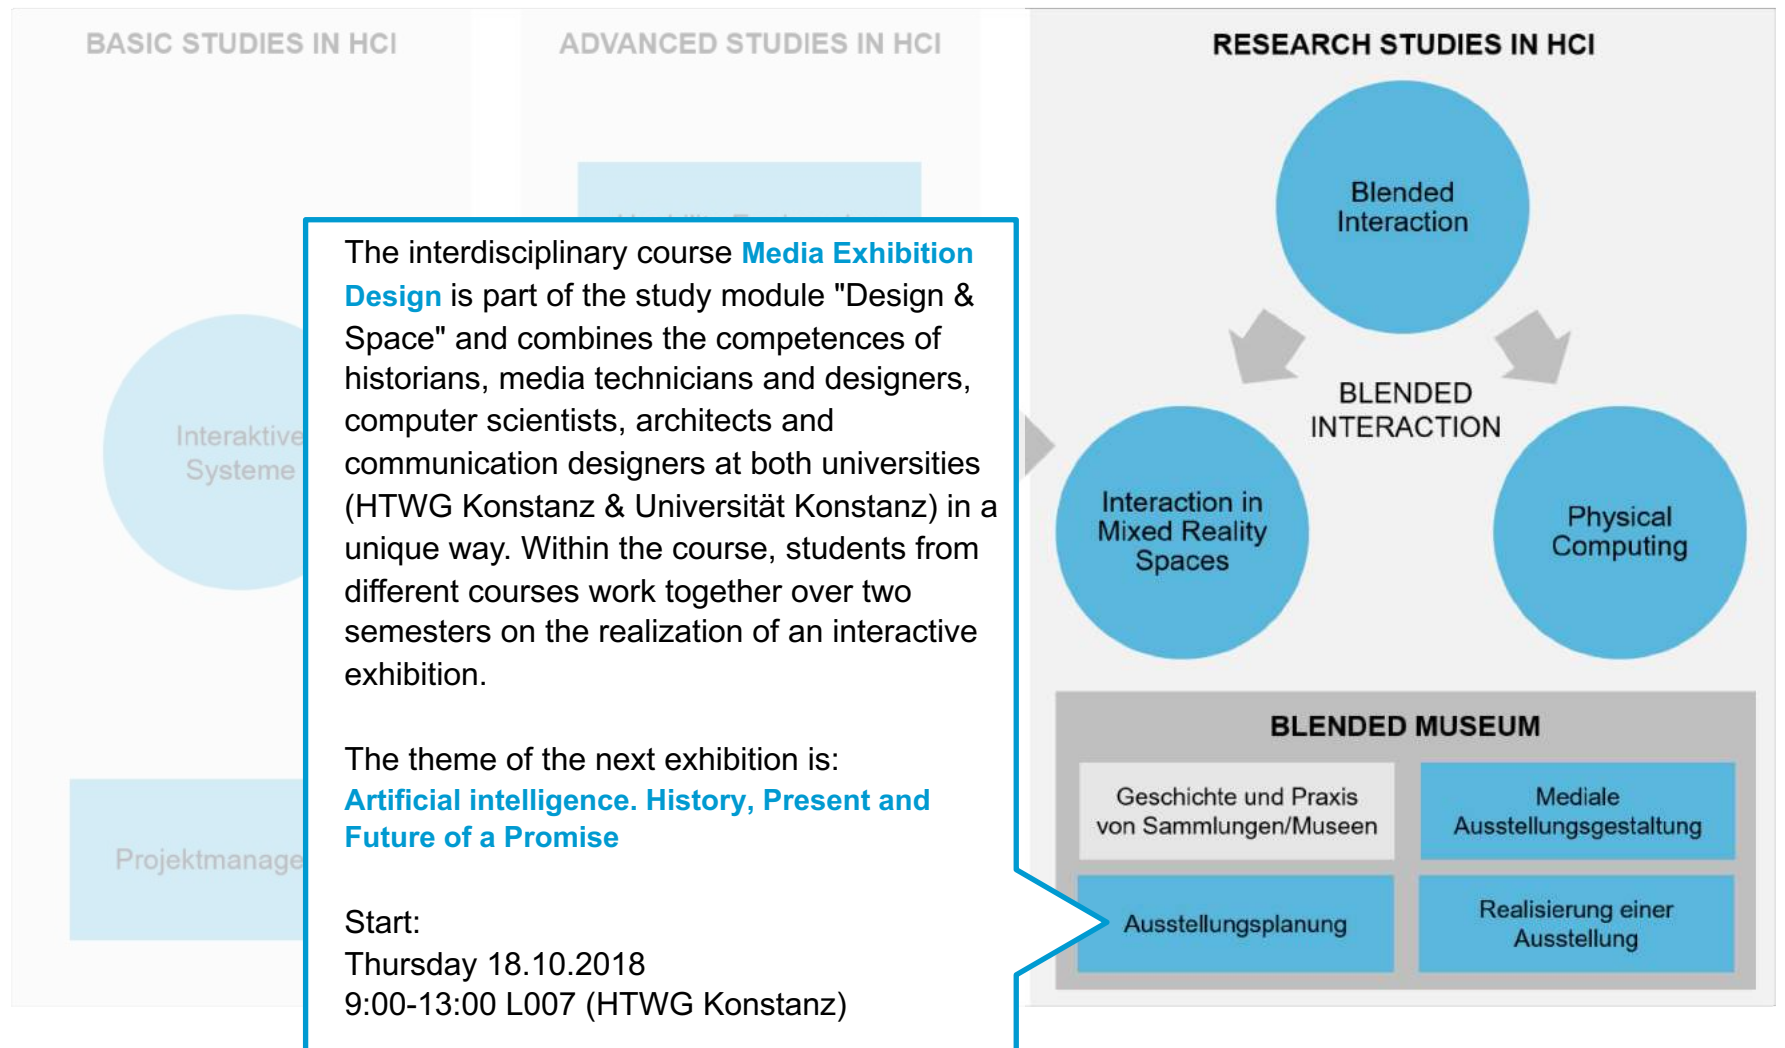 BASIC STUDIES IN HCI
ADVANCED STUDIES IN HCI
RESEARCH STUDIES IN HCI
Interaktive
Systeme
The interdisciplinary course Media Exhibition
Design is part of the study module "Design &
Space" and combines the competences of
historians, media technicians and designers,
computer scientists, architects and
communication designers at both universities
(HTWG Konstanz & Universität Konstanz) in a
unique way. Within the course, students from
different courses work together over two
semesters on the realization of an interactive
exhibition.
The theme of the next exhibition is:
Artificial intelligence. History, Present and
Future of a Promise
Start:
Thursday 18.10.2018
9:00-13:00 L007 (HTWG Konstanz)
Projektmanage
Blended
Interaction
BLENDED
INTERACTION
Interaction in
Mixed Reality
Spaces
Physical
Computing
BLENDED MUSEUM
Geschichte und Praxis
von Sammlungen/Museen
Mediale
Ausstellungsgestaltung
Ausstellungsplanung
Realisierung einer
Ausstellung